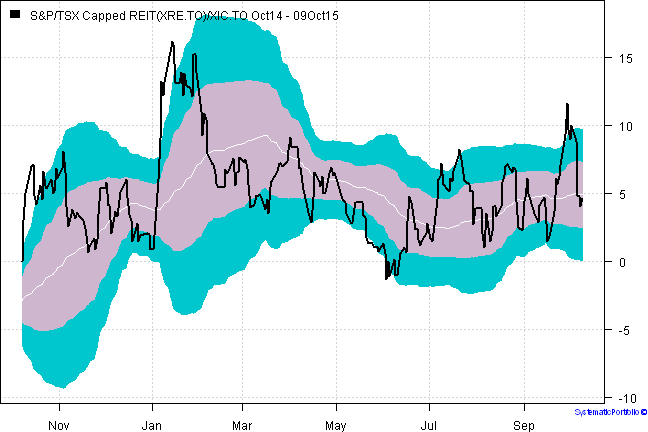 S&P/TSX Capped REIT(XRE.TO)/XIC.TO Oct14 - 09Oct15
15
10
5
0
-5
-10
Nov Jan Mar May Jul Sep
SystematicPortfolio ©